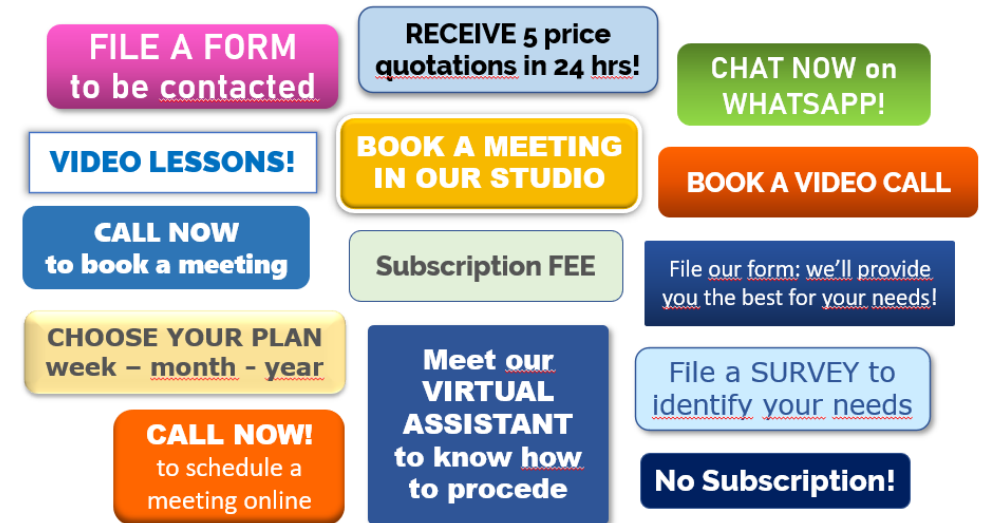 FILE A FORM
to be contacted
RECEIVE 5 price
quotations in 24 hrs!
CHAT NOW on
WHATSAPP!
VIDEO LESSONS!
BOOK A MEETING
IN OUR STUDIO
BOOK A VIDEO CALL
CALL NOW
to book a meeting
Subscription FEE
File our form: we'll provide
you the best for your needs!
CHOOSE YOUR PLAN
week – month - year
Meet our
VIRTUAL
ASSISTANT
to know how
to procede
File a SURVEY to
identify your needs
CALL NOW!
to schedule a
meeting online
No Subscription!